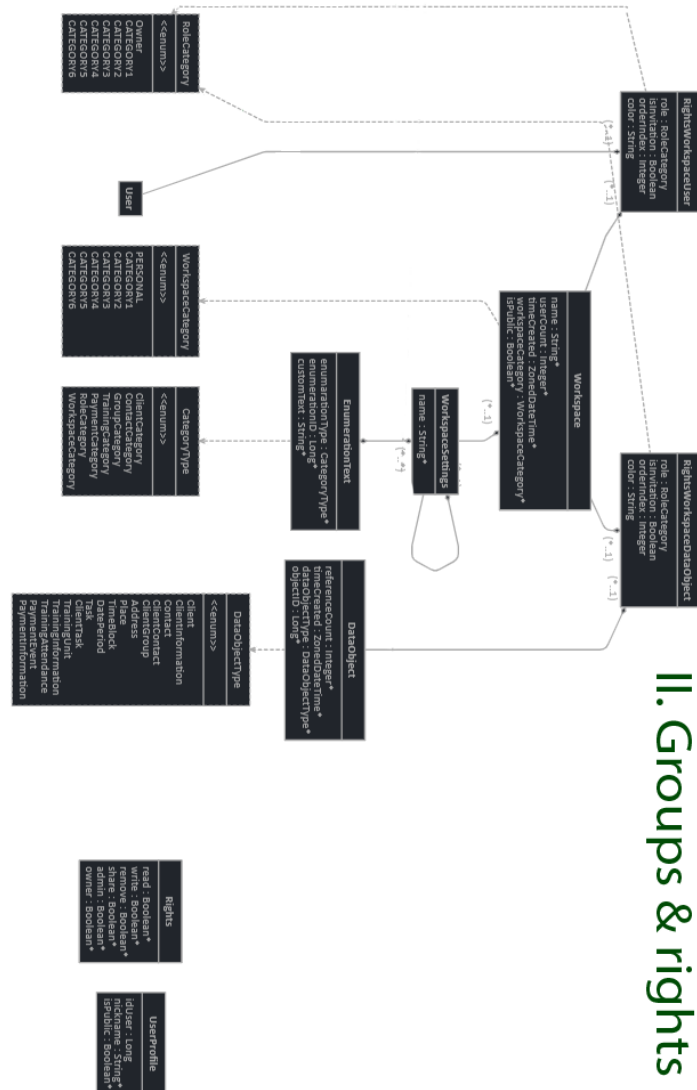 II. Groups & rights
RightsWorkspaceUser
role : RoleCategory
isInvitation : Boolean
orderIndex : Integer
color : String
(*..1)
(*..1)
RightsWorkspaceDataObject
role : RoleCategory
isInvitation : Boolean
orderIndex : Integer
color : String
(*..1)
(*..1)
Workspace
name : String*
userCount : Integer*
timeCreated : ZonedDateTime*
workspaceCategory : WorkspaceCategory*
isPublic : Boolean*
(*..1)
WorkspaceSettings
name : String*
(*..*)
EnumerationText
enumarationType : CategoryType*
enumerationID : Long*
customText : String*
DataObject
referenceCount : Integer*
timeCreated : ZonedDateTime*
dataObjectType : DataObjectType*
objectID : Long*
RoleCategory
<<enum>>
Owner
CATEGORY1
CATEGORY2
CATEGORY3
CATEGORY4
CATEGORY5
CATEGORY6
User
WorkspaceCategory
<<enum>>
PERSONAL
CATEGORY1
CATEGORY2
CATEGORY3
CATEGORY4
CATEGORY5
CATEGORY6
CategoryType
<<enum>>
ClientCategory
ContactCategory
GroupCategory
TrainingCategory
PaymentCategory
RoleCategory
WorkspaceCategory
DataObjectType
<<enum>>
Client
ClientInformation
Contact
ClientContact
ClientGroup
Address
Place
TimeBlock
DatePeriod
Task
ClientTask
TrainingUnit
TrainingInformation
TrainingAttendance
PaymentEvent
PaymentInformation
Rights
read : Boolean*
write : Boolean*
remove : Boolean*
share : Boolean*
admin : Boolean*
owner : Boolean*
UserProfile
idUser : Long
nickname : String*
isPublic : Boolean*